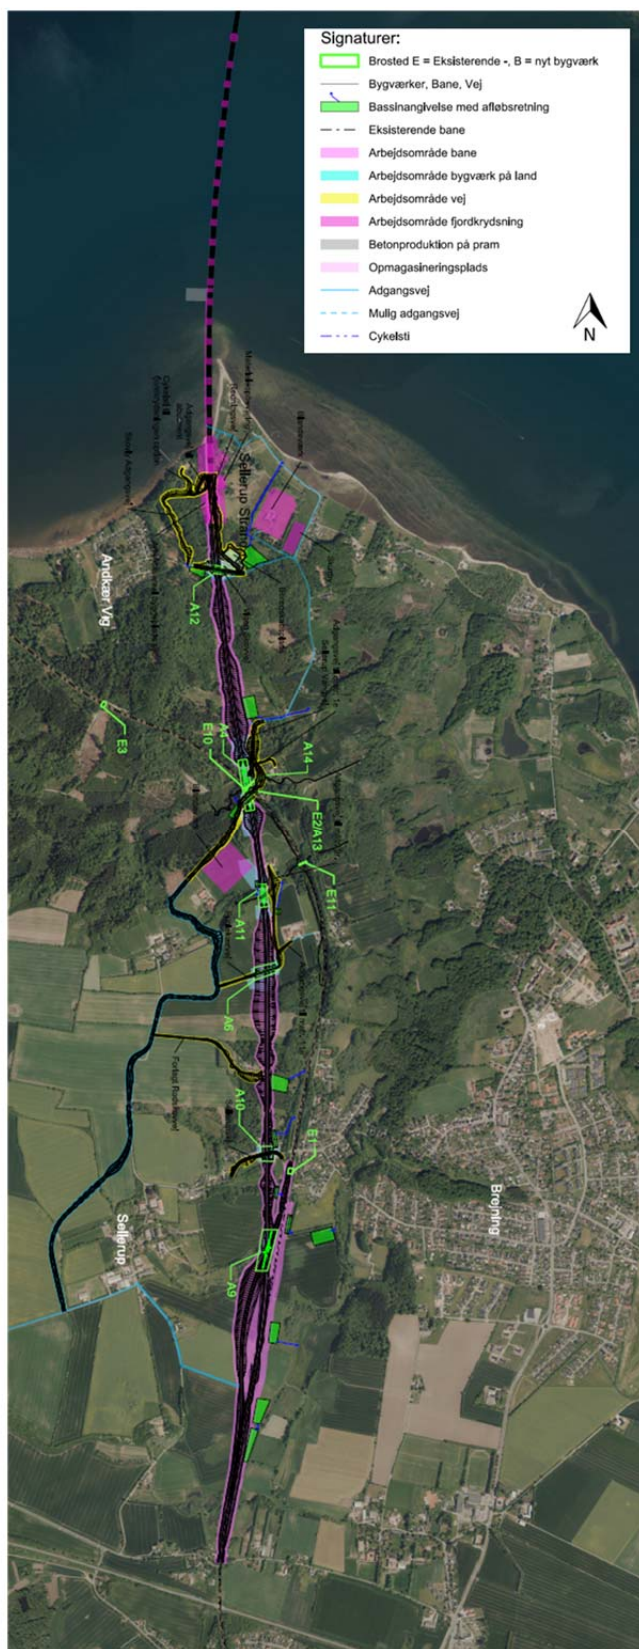 Signaturer:
Brosted E = Eksisterende -, B = nyt bygværk
Bygværker, Bane, Vej
Bassinangivelse med afløbsretning
Eksisterende bane
Arbejdsområde bane
Arbejdsområde bygværk på land
Arbejdsområde vej
Arbejdsområde fjordkrydsning
Betonproduktion på pram
Opmagasineringsplads
Adgangsvej
Mulig adgangsvej
Cykelsti
N
Sellerup Strand
Andkær Vig
A12
E3
A4
E10
A14
E2/A13
E11
A11
A6
A10
E1
Brejning
Sellerup
A9